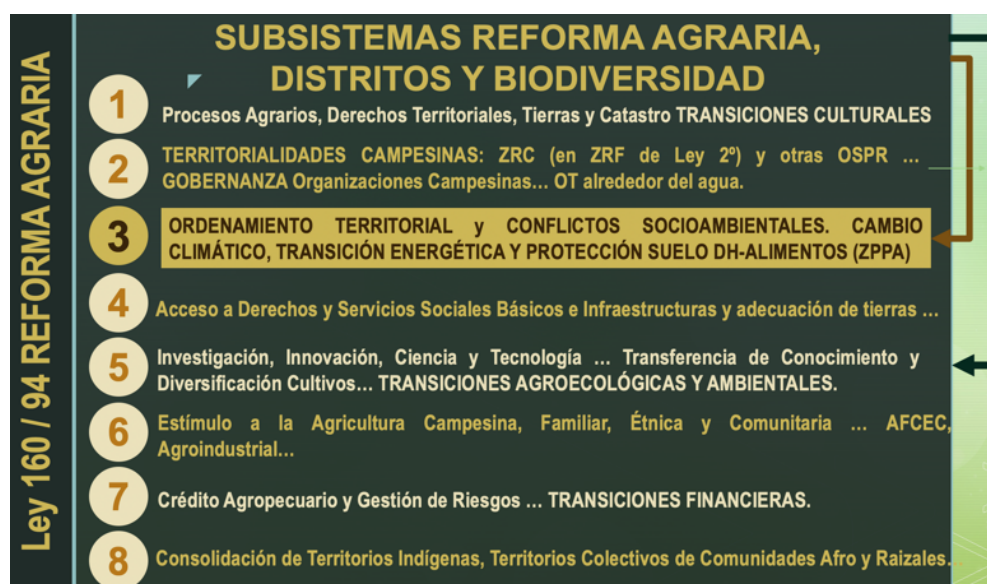 Ley 160 / 94 REFORMA AGRARIA
SUBSISTEMAS REFORMA AGRARIA,
DISTRITOS Y BIODIVERSIDAD
1
Procesos Agrarios, Derechos Territoriales, Tierras y Catastro TRANSICIONES CULTURALES
2
TERRITORIALIDADES CAMPESINAS: ZRC (en ZRF de Ley 2º) y otras OSPR ...
GOBERNANZA Organizaciones Campesinas... OT alrededor del agua.
3
ORDENAMIENTO TERRITORIAL y CONFLICTOS SOCIOAMBIENTALES. CAMBIO
CLIMÁTICO, TRANSICIÓN ENERGÉTICA Y PROTECCIÓN SUELO DH-ALIMENTOS (ZPPA)
4
Acceso a Derechos y Servicios Sociales Básicos e Infraestructuras y adecuación de tierras ...
5
Investigación, Innovación, Ciencia y Tecnología ... Transferencia de Conocimiento y
Diversificación Cultivos... TRANSICIONES AGROECOLÓGICAS Y AMBIENTALES.
6
Estímulo a la Agricultura Campesina, Familiar, Étnica y Comunitaria ... AFCEC,
Agroindustrial...
7
Crédito Agropecuario y Gestión de Riesgos ... TRANSICIONES FINANCIERAS.
8
Consolidación de Territorios Indígenas, Territorios Colectivos de Comunidades Afro y Raizales...